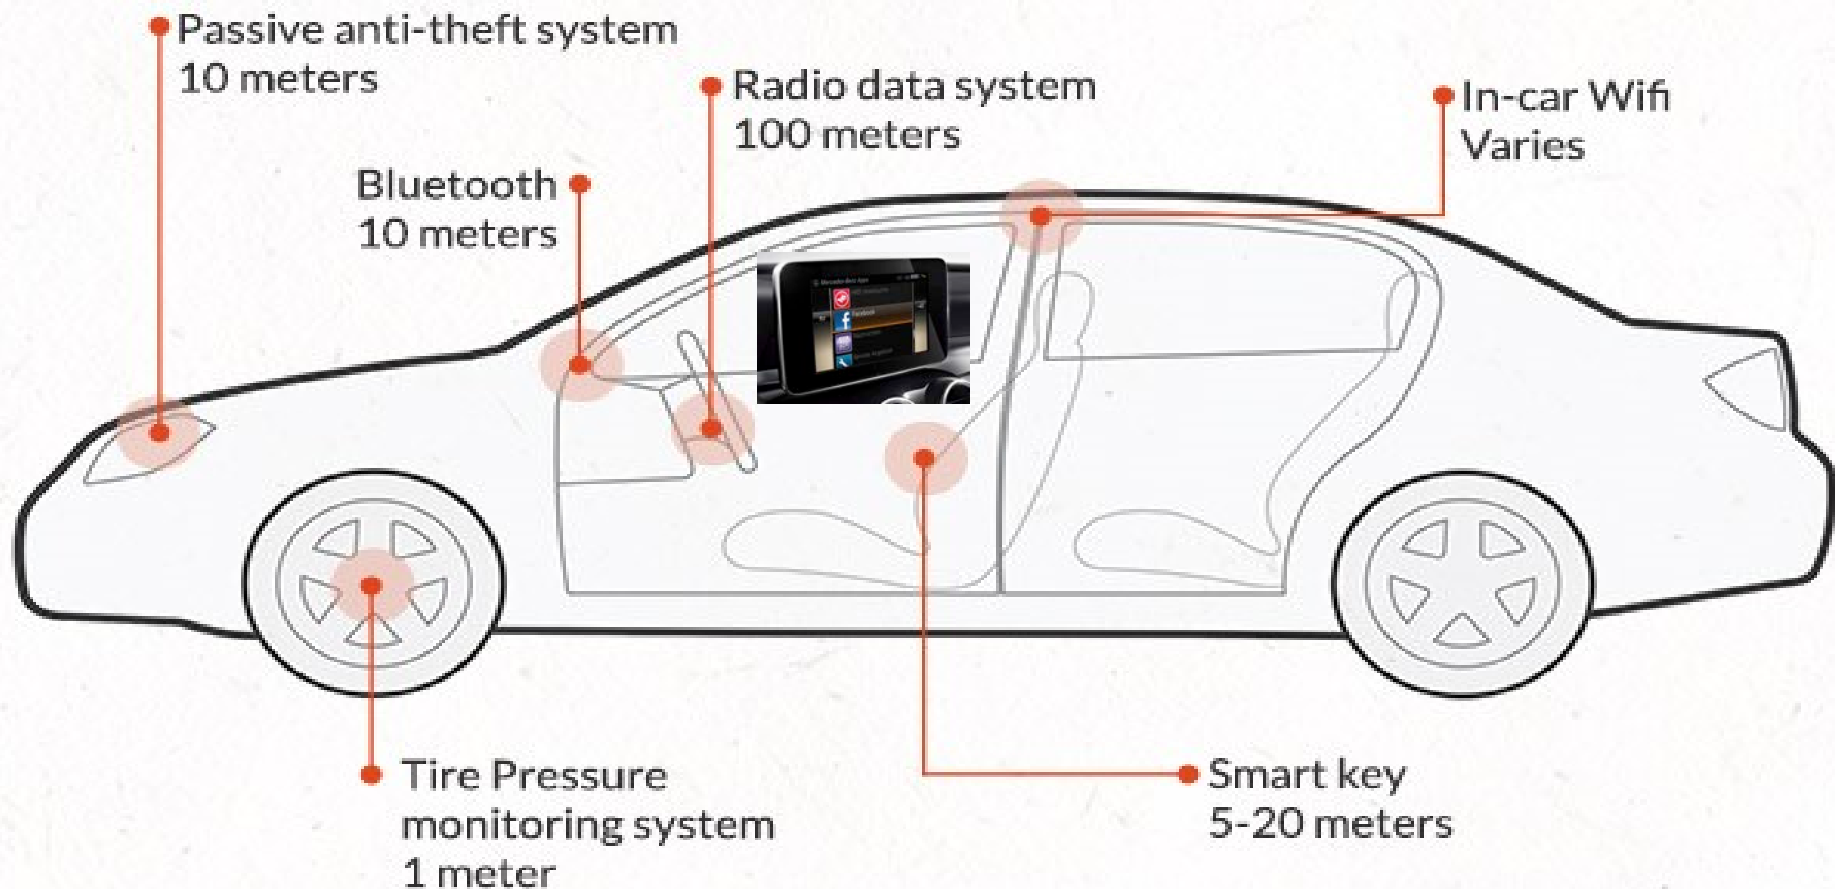 Passive anti-theft system
10 meters
Radio data system
100 meters
In-car Wifi
Varies
Bluetooth
10 meters
Facebook
Tire Pressure
monitoring system
1 meter
Smart key
5-20 meters